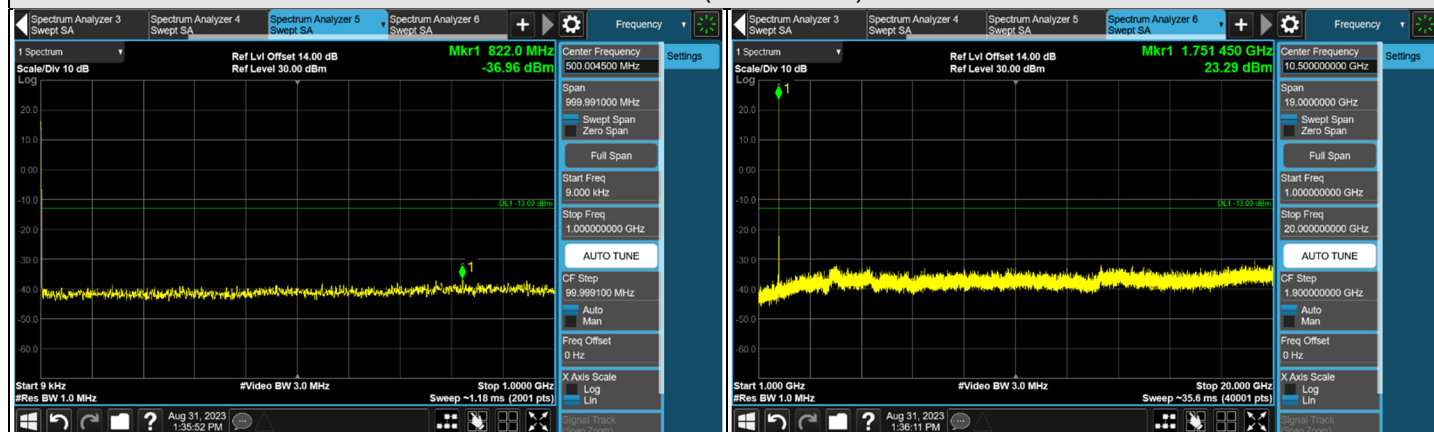 Spectrum Analyzer 3
Swept SA
Spectrum Analyzer 4
Swept SA
Spectrum Analyzer 5
Swept SA
Spectrum Analyzer 6
Swept SA
Frequency
1 Spectrum
Scale/Div 10 dB
Log
Ref Lvl Offset 14.00 dB
Ref Level 30.00 dBm
Mkr1 822.0 MHz
-36.96 dBm
20.0
10.0
0.00
-10.0
-20.0
-30.0
-40.0
-50.0
-60.0
DL1 -13.00 dBm
1
Start 9 kHz
#Res BW 1.0 MHz
#Video BW 3.0 MHz
Stop 1.0000 GHz
Sweep ~1.18 ms (2001 pts)
Center Frequency
500.004500 MHz
Settings
Span
999.991000 MHz
Swept Span
Zero Span
Full Span
Start Freq
9.000 kHz
Stop Freq
1.000000000 GHz
AUTO TUNE
CF Step
99.999100 MHz
Auto
Man
Freq Offset
0 Hz
X Axis Scale
Log
Lin
Signal Track
(Span Zoom)
?
Aug 31, 2023
1:35:52 PM
Spectrum Analyzer 3
Swept SA
Spectrum Analyzer 4
Swept SA
Spectrum Analyzer 5
Swept SA
Spectrum Analyzer 6
Swept SA
Frequency
1 Spectrum
Scale/Div 10 dB
Log
Ref Lvl Offset 14.00 dB
Ref Level 30.00 dBm
Mkr1 1.751 450 GHz
23.29 dBm
1
20.0
10.0
0.00
-10.0
-20.0
-30.0
-40.0
-50.0
-60.0
DL1 -13.00 dBm
Start 1.000 GHz
#Res BW 1.0 MHz
#Video BW 3.0 MHz
Stop 20.000 GHz
Sweep ~35.6 ms (40001 pts)
Center Frequency
10.500000000 GHz
Settings
Span
19.0000000 GHz
Swept Span
Zero Span
Full Span
Start Freq
1.000000000 GHz
Stop Freq
20.000000000 GHz
AUTO TUNE
CF Step
1.900000000 GHz
Auto
Man
Freq Offset
0 Hz
X Axis Scale
Log
Lin
Signal Track
(Span Zoom)
?
Aug 31, 2023
1:36:11 PM